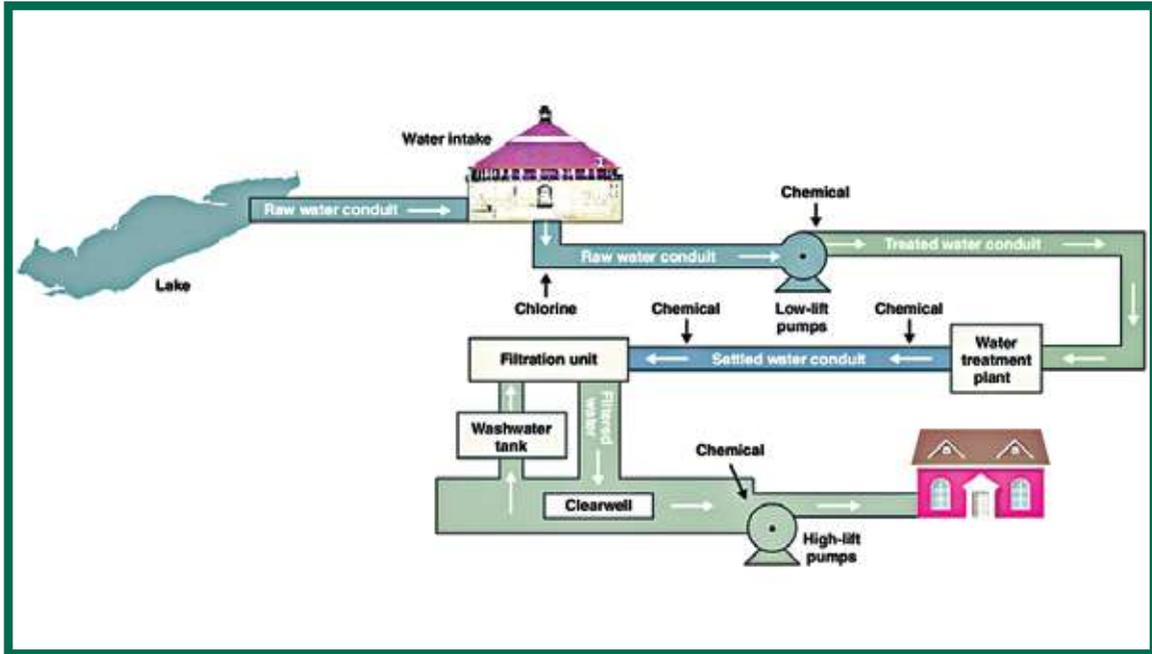 Water intake
Raw water conduit
Lake
Chlorine
Raw water conduit
Chemical
Low-lift
pumps
Treated water conduit
Water
treatment
plant
Chemical
Chemical
Settled water conduit
Filtration unit
Washwater
tank
Filtered
water
Clearwell
Chemical
High-lift
pumps